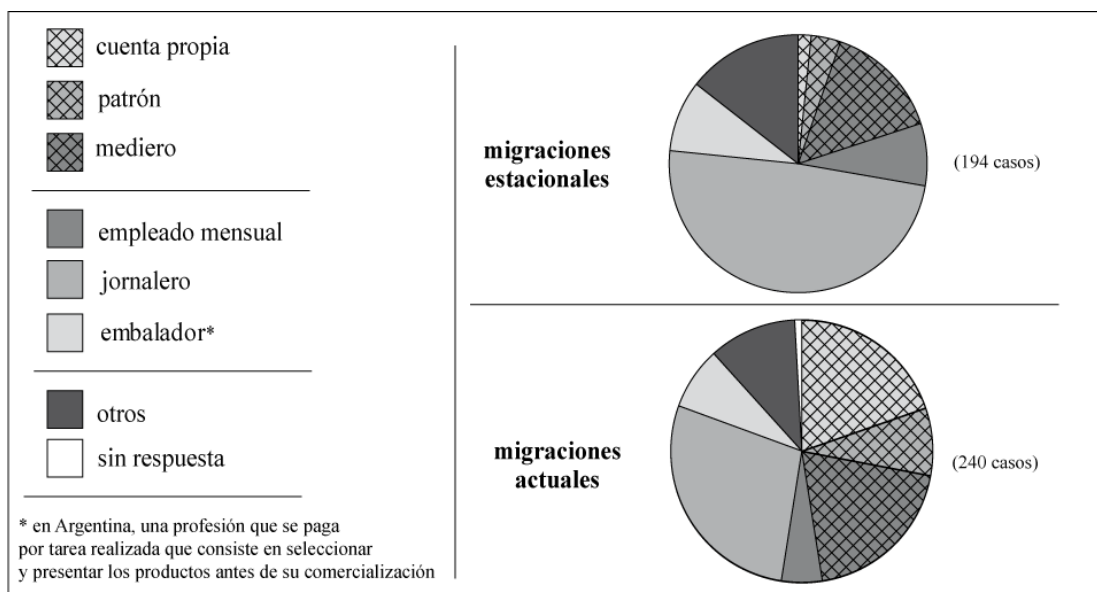 cuenta propia
patrón
mediero
empleado mensual
jornalero
embalador*
otros
sin respuesta
* en Argentina, una profesión que se paga
por tarea realizada que consiste en seleccionar
y presentar los productos antes de su comercialización
migraciones
estacionales
(194 casos)
migraciones
actuales
(240 casos)